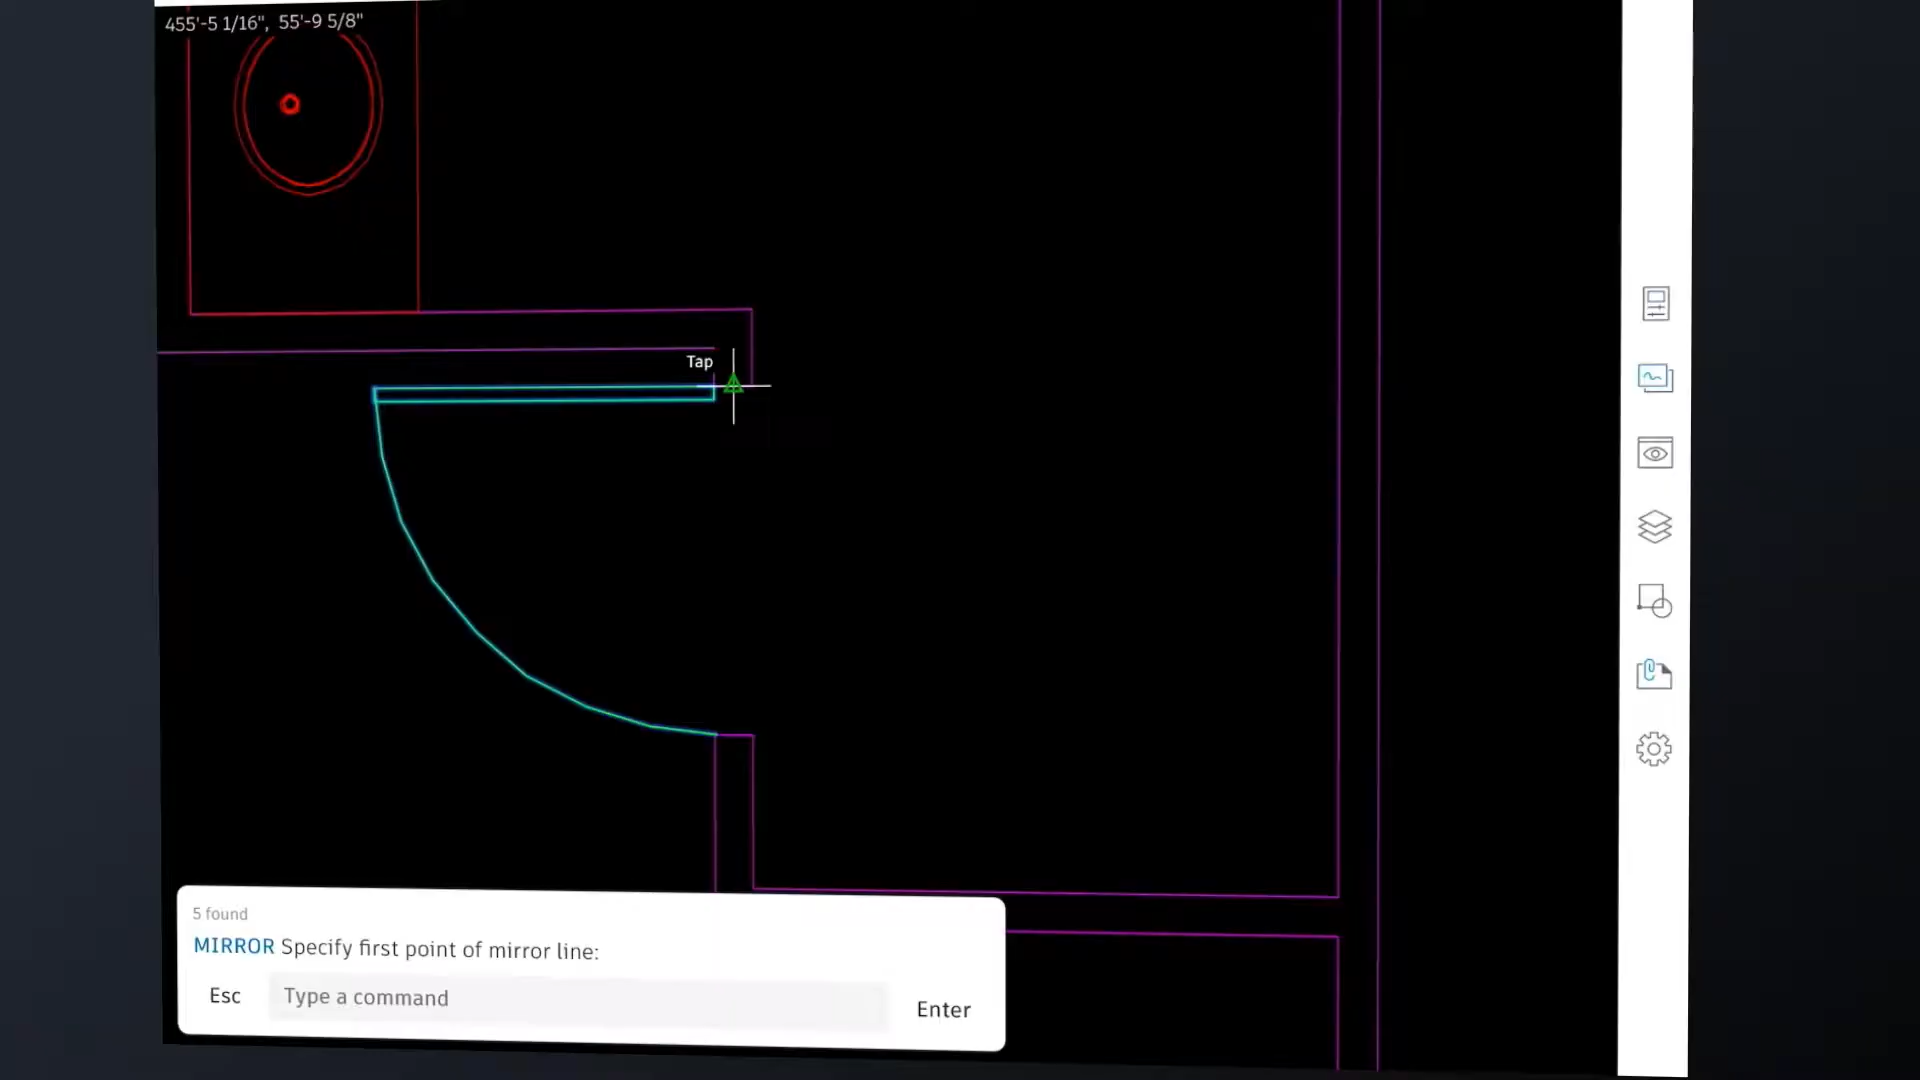 455'-5 1/16", 55'-9 5/8"
Tap
5 found
MIRROR Specify first point of mirror line:
Esc
Type a command
Enter